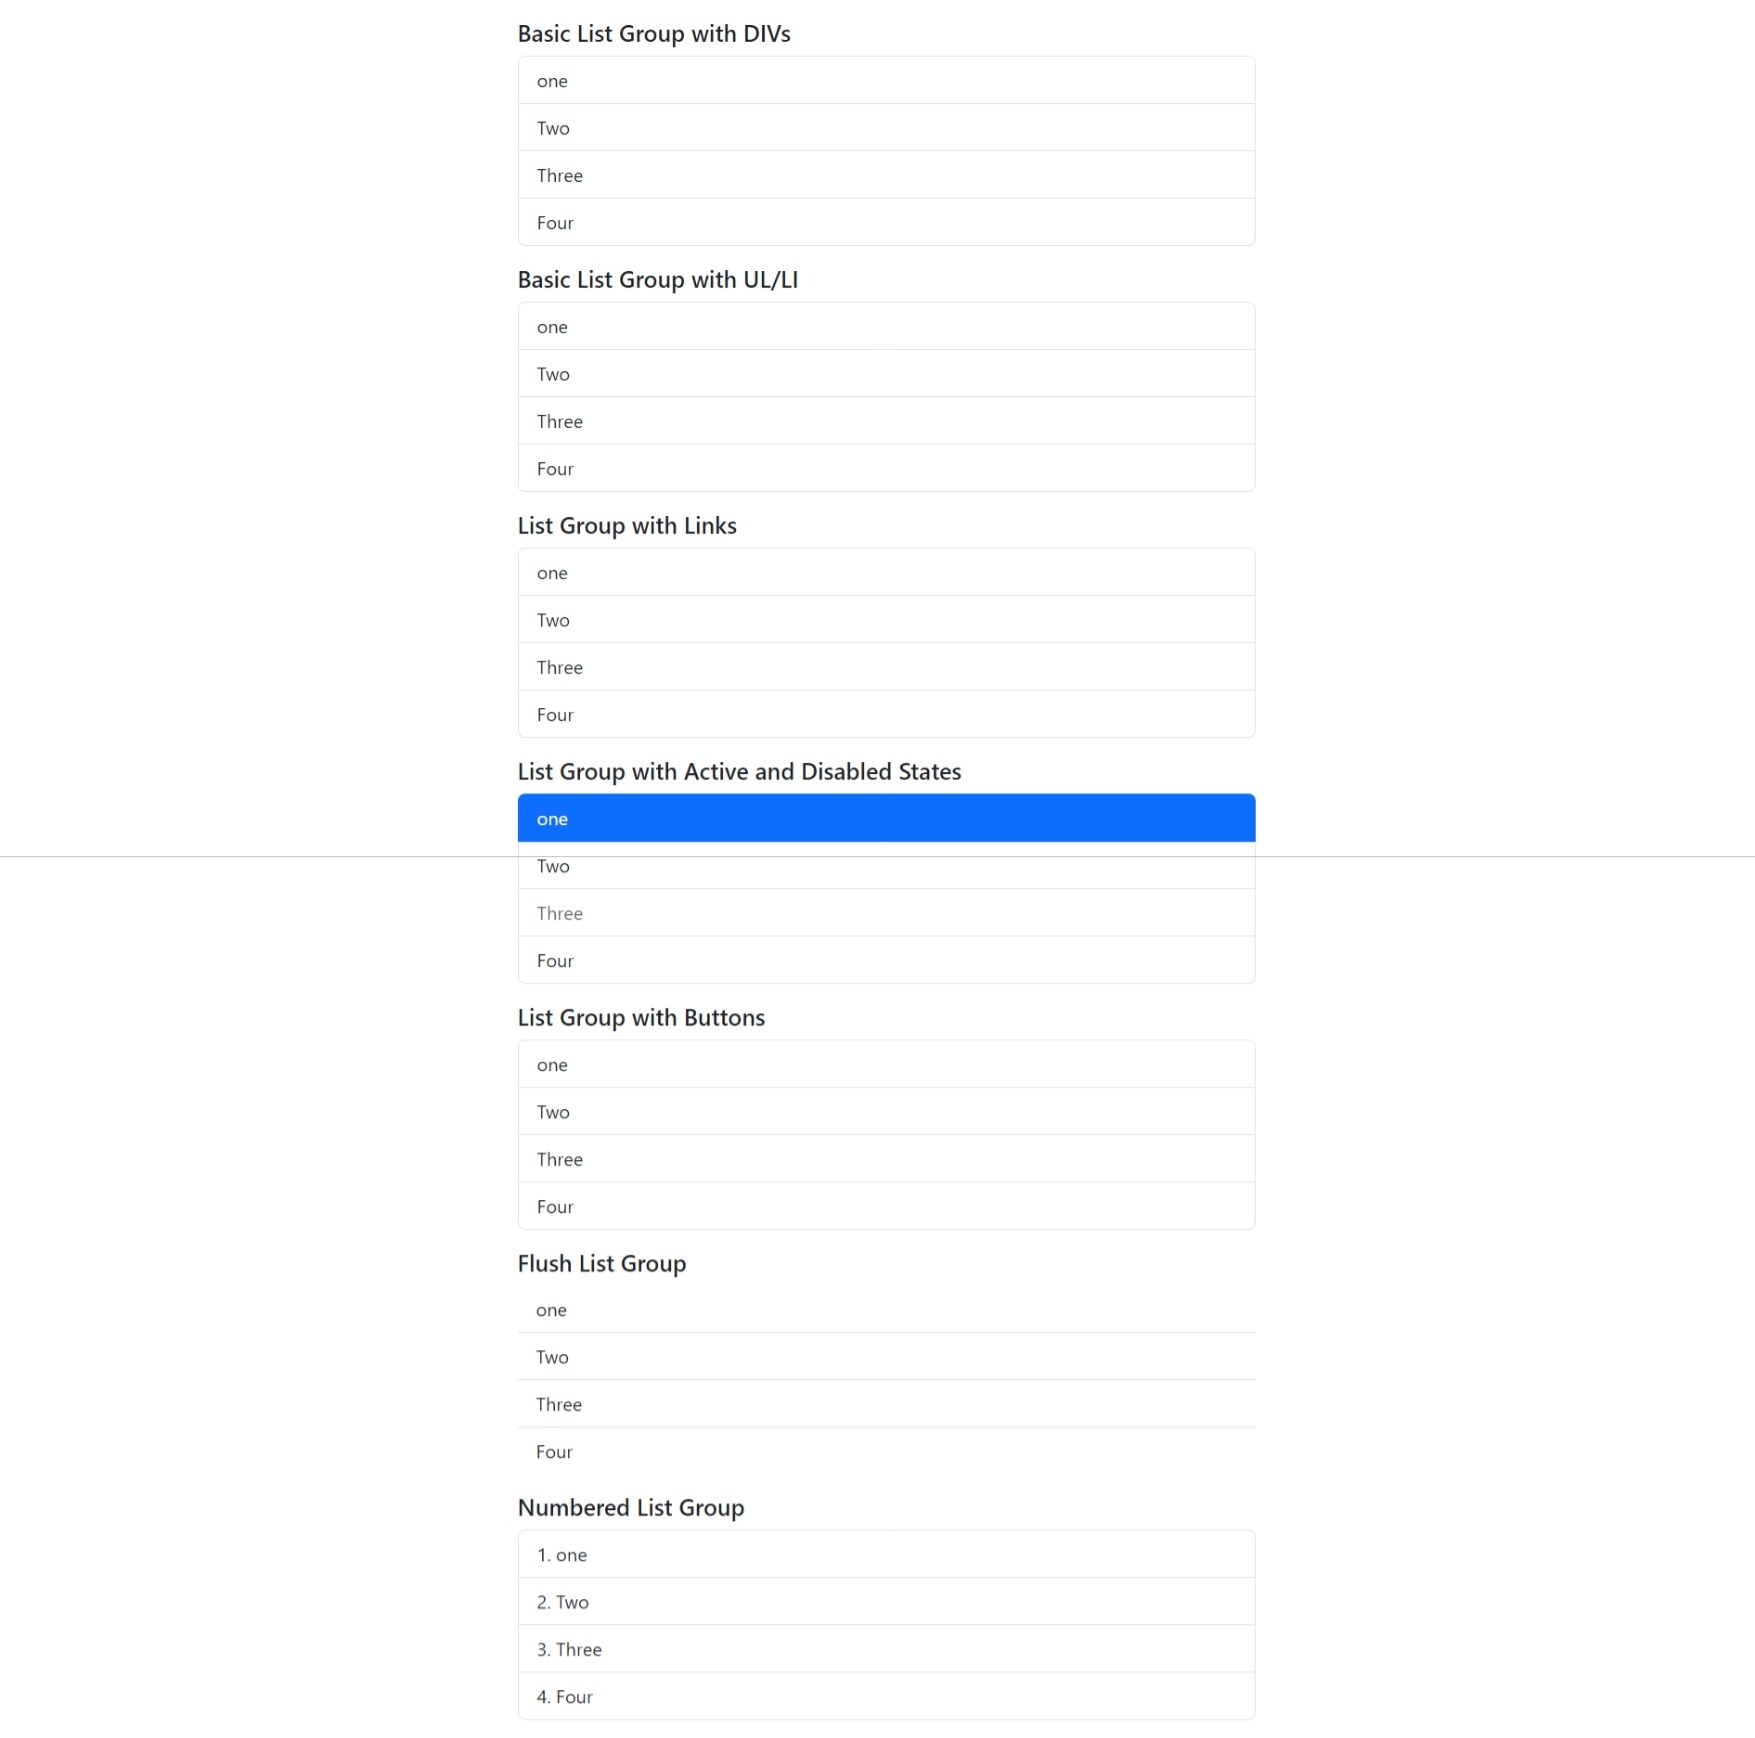 Basic List Group with DIVs
one
Two
Three
Four
Basic List Group with UL/LI
one
Two
Three
Four
List Group with Links
one
Two
Three
Four
List Group with Active and Disabled States
one
Two
Three
Four
List Group with Buttons
one
Two
Three
Four
Flush List Group
one
Two
Three
Four
Numbered List Group
1. one
2. Two
3. Three
4. Four